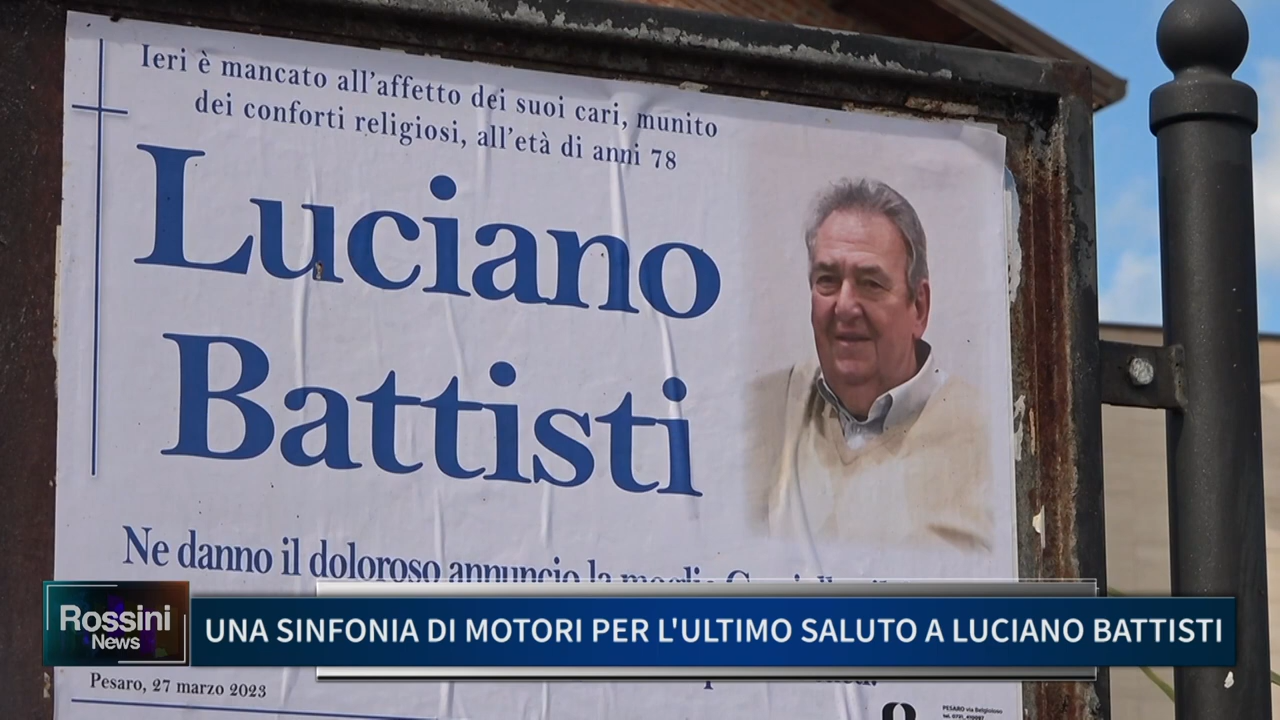 Ieri è mancato all'affetto dei suoi cari, munito
dei conforti religiosi, all'età di anni 78
Luciano
Battisti
Ne danno il doloroso annuncio la moglie
Rossini
News
UNA SINFONIA DI MOTORI PER L'ULTIMO SALUTO A LUCIANO BATTISTI
Pesaro, 27 marzo 2023
PESARO via Belgioioso